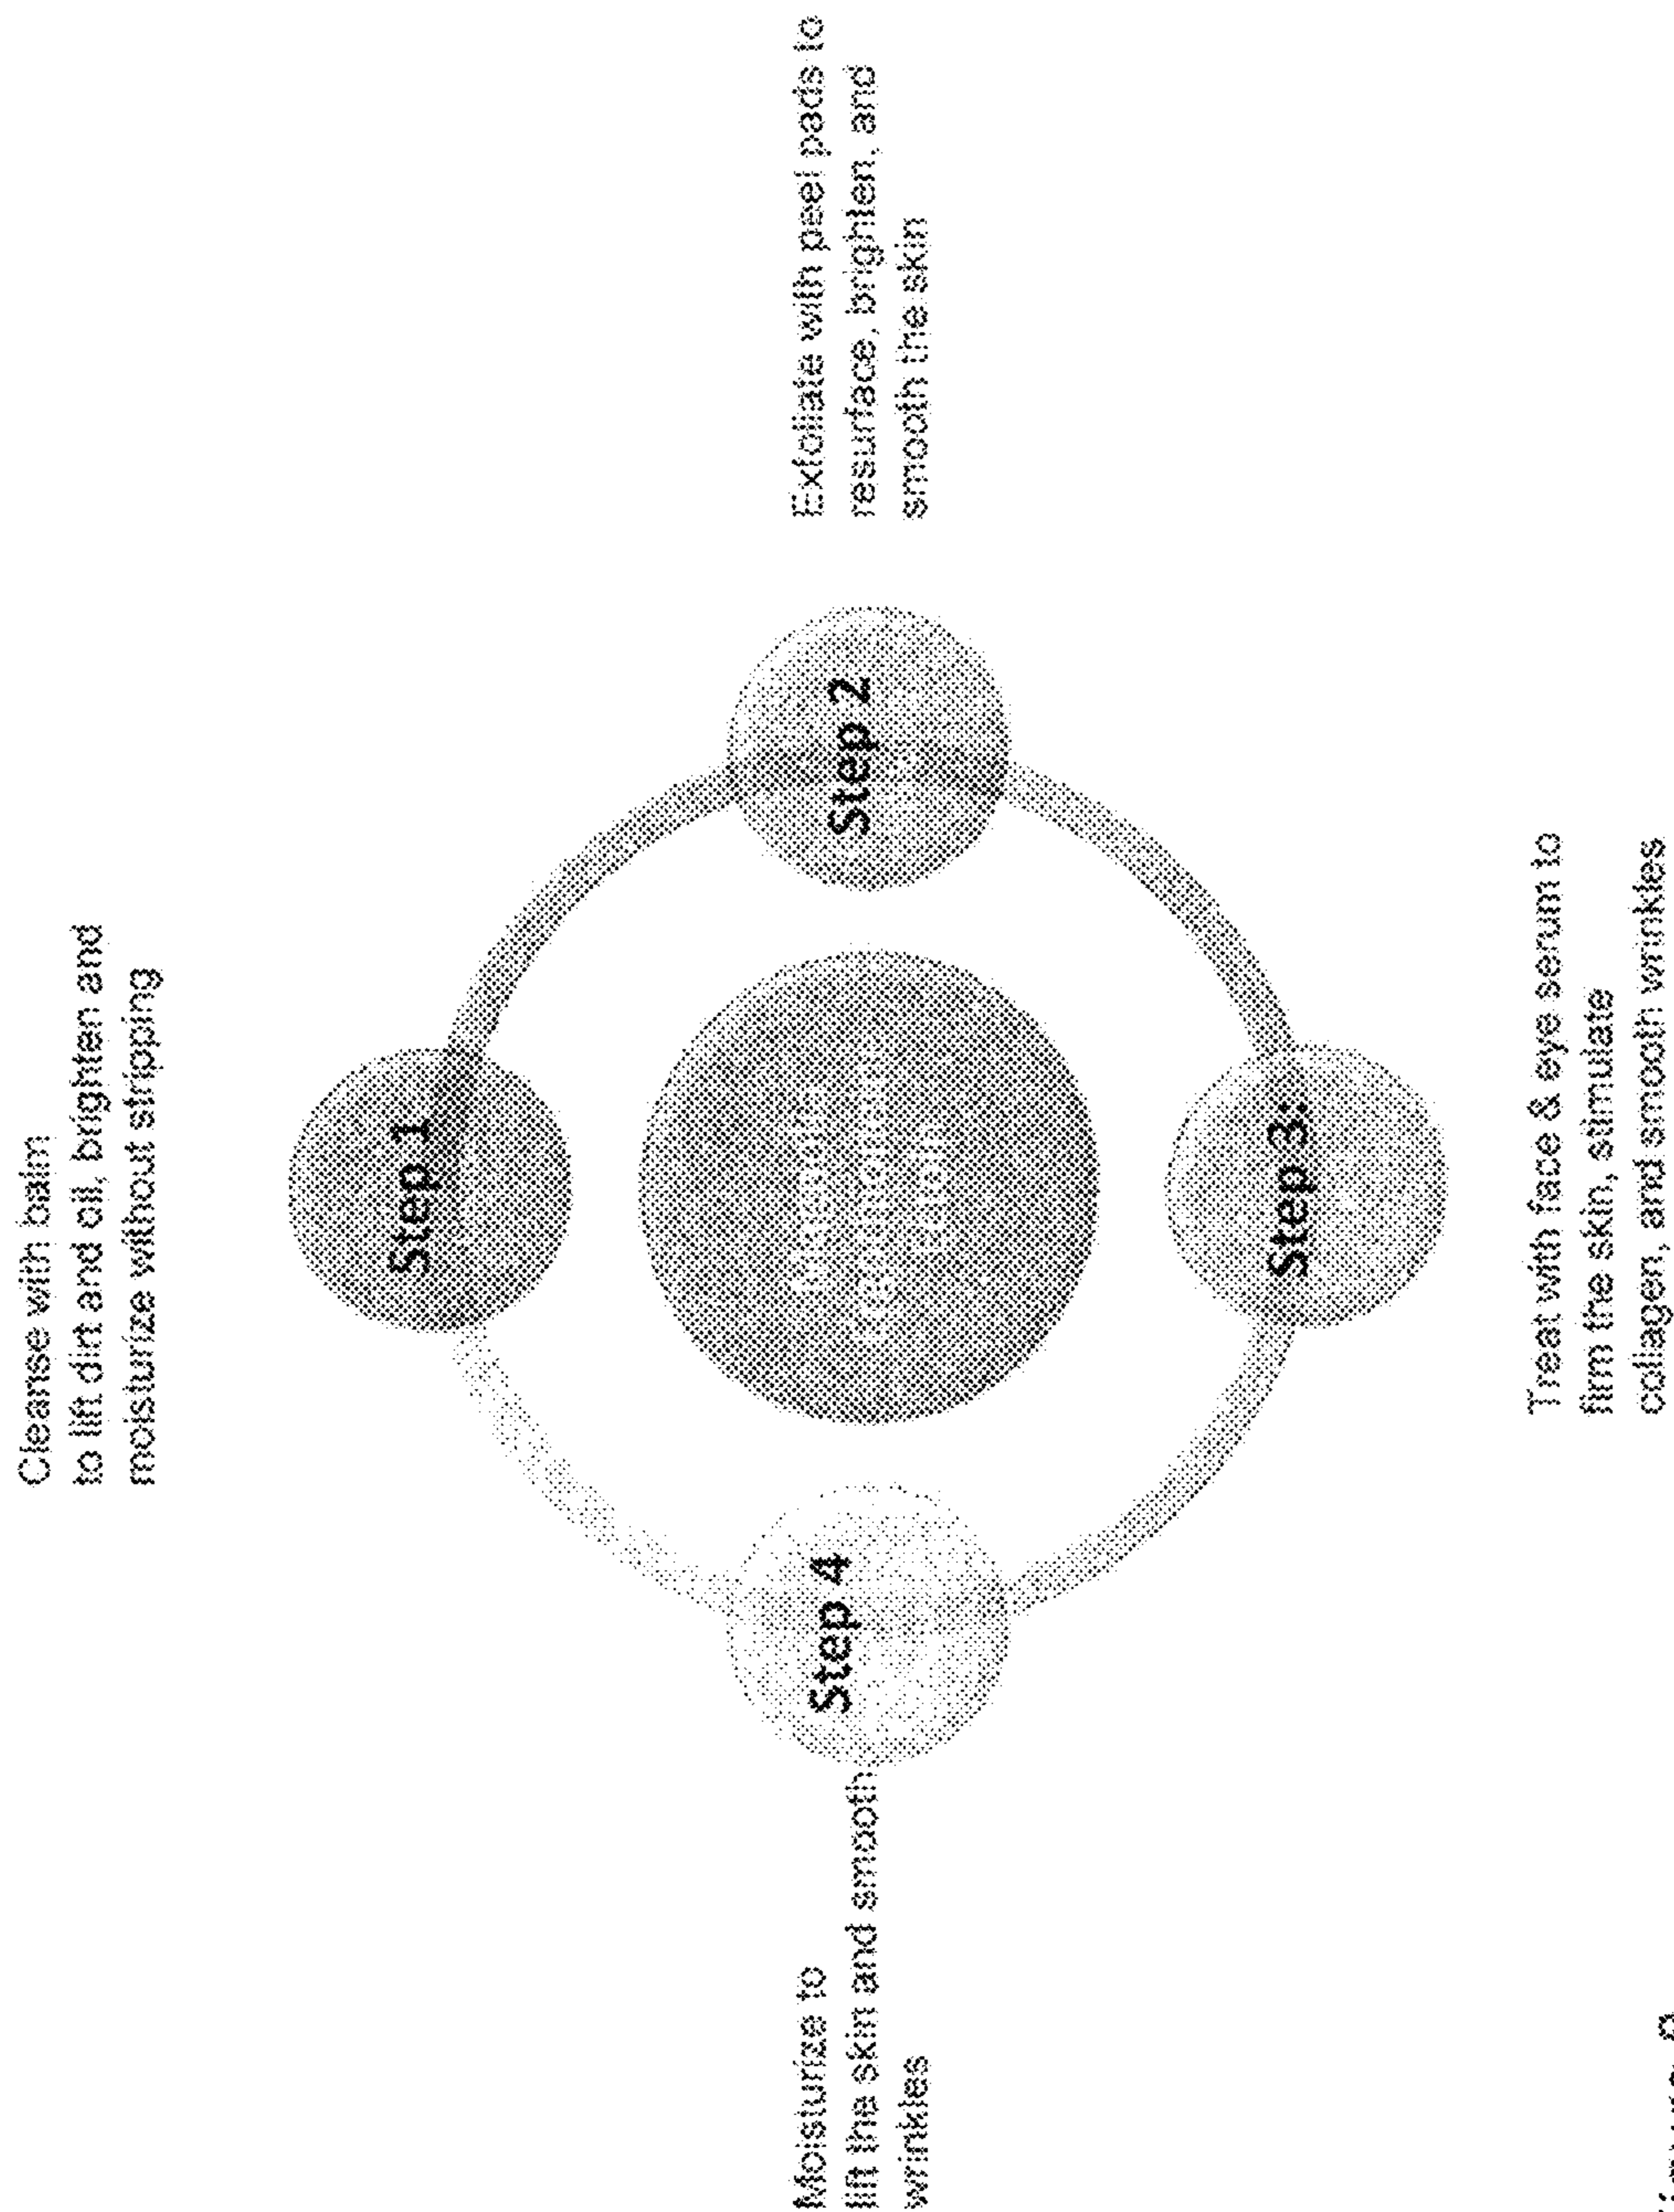 Cleanse with balm
to lift dirt and oil, brighten and
moisturize without stripping
Step 1
Exfoliate with peel pads to
resurface, brighten, and
smooth the skin
Step 2
Step 3:
Treat with face & eye serum to
firm the skin, stimulate
collagen, and smooth wrinkles
Step 4
Moisturize to
lift the skin and smooth
wrinkles